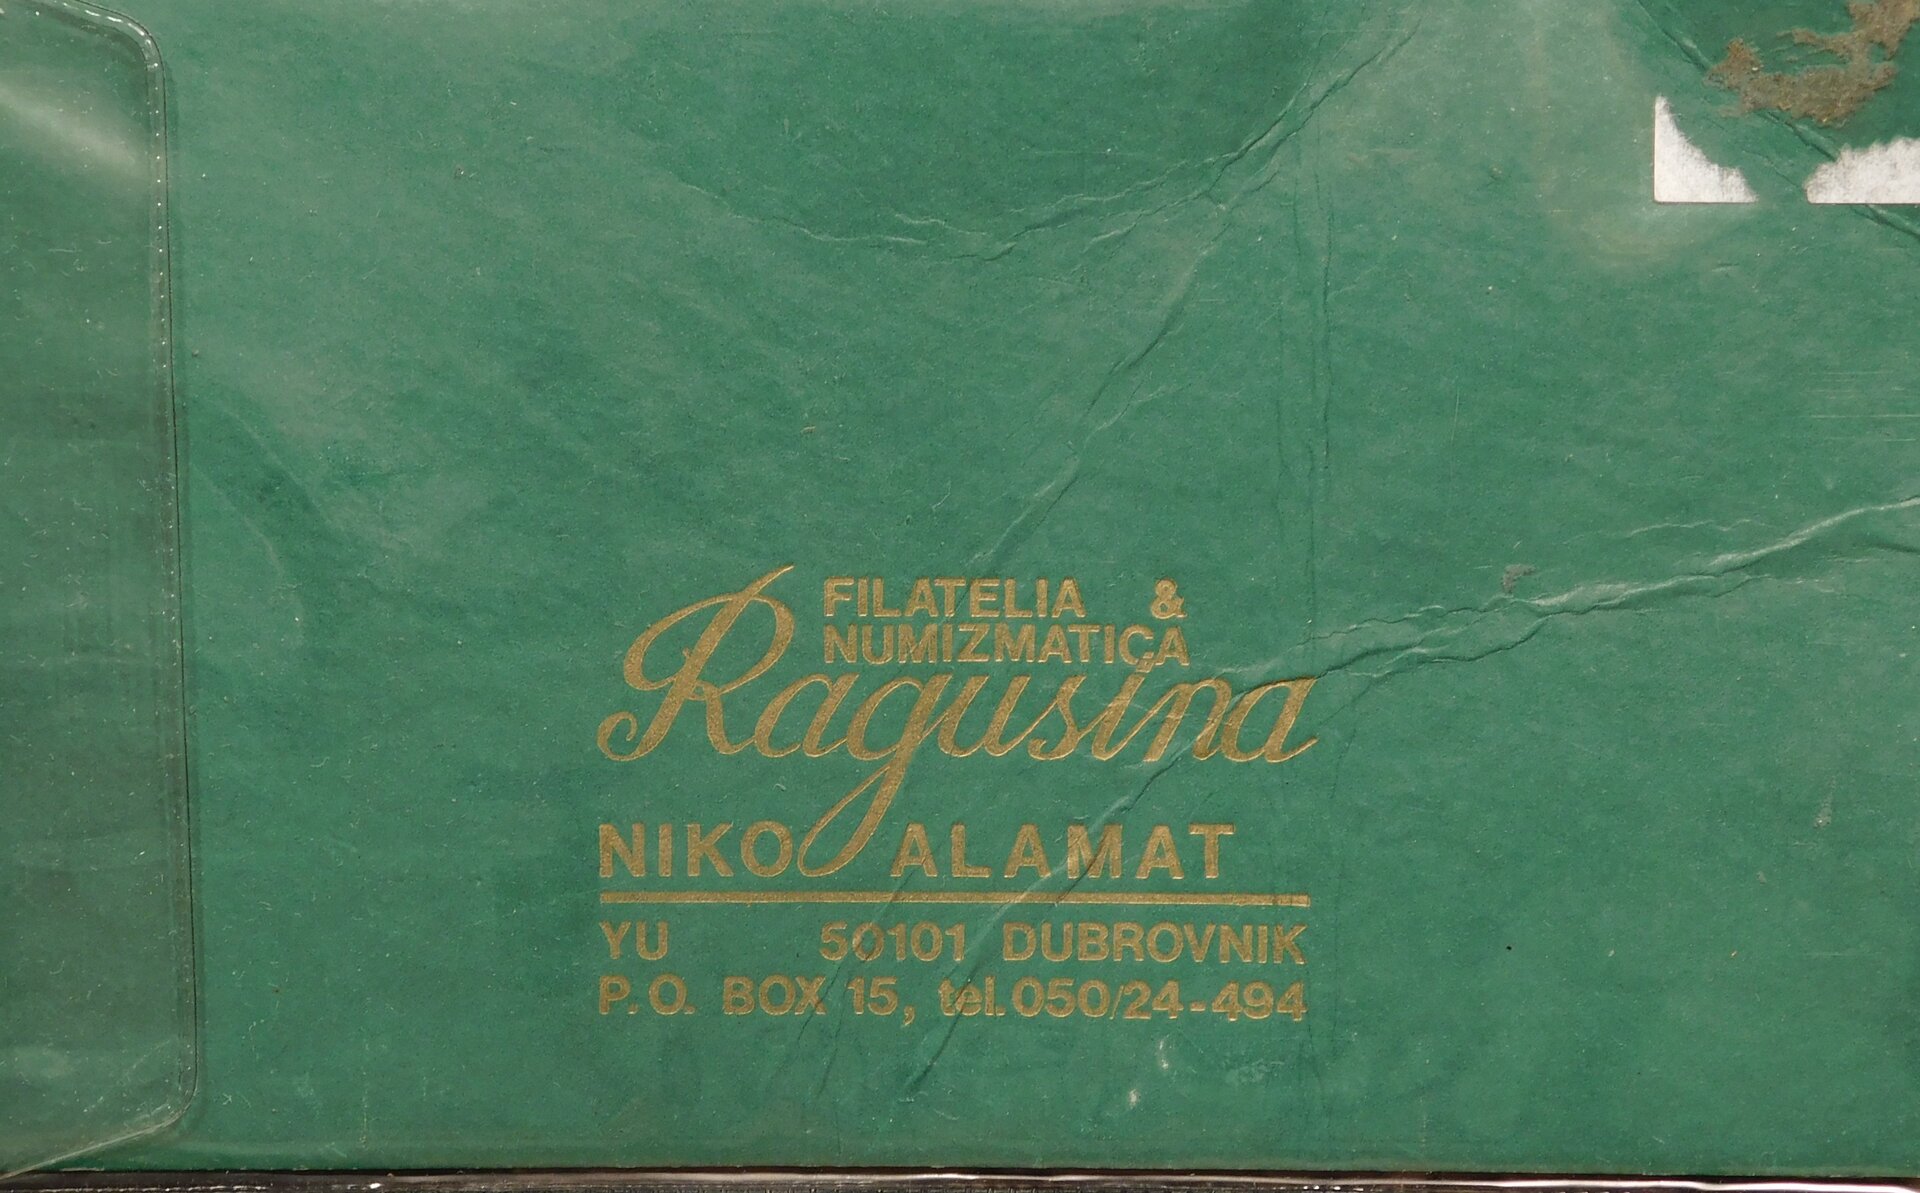 FILATELIA &
NUMIZMATICA
Ragusina
NIKO ALAMAT
YU 50101 DUBROVNIK
P.O. BOX 15, tel.050/24-494